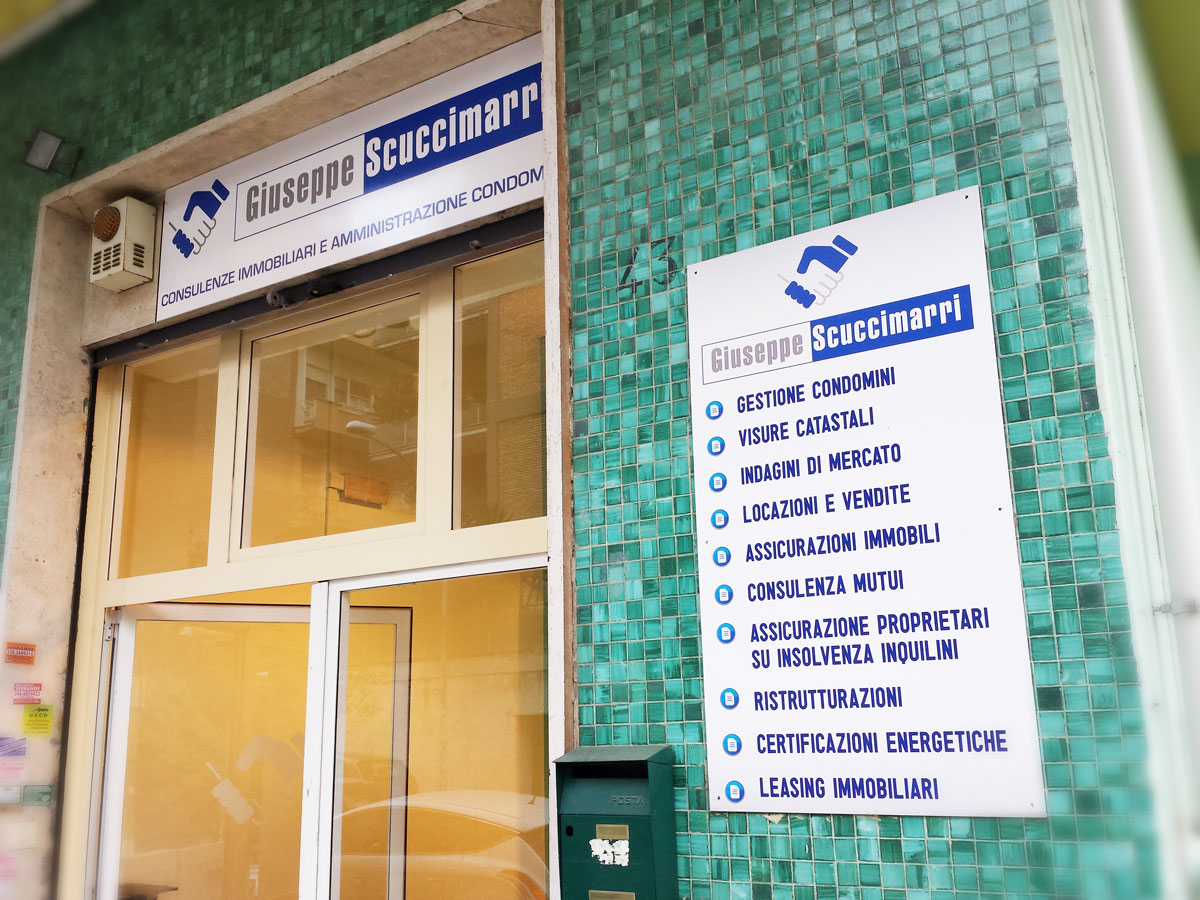 Giuseppe Scuccimarri
CONSULENZE IMMOBILIARI E AMMINISTRAZIONE CONDOM
43
Giuseppe Scuccimarri
GESTIONE CONDOMINI
VISURE CATASTALI
INDAGINI DI MERCATO
LOCAZIONI E VENDITE
ASSICURAZIONI IMMOBILI
CONSULENZA MUTUI
ASSICURAZIONE PROPRIETARI
SU INSOLVENZA INQUILINI
RISTRUTTURAZIONI
CERTIFICAZIONI ENERGETICHE
LEASING IMMOBILIARI
POSTA